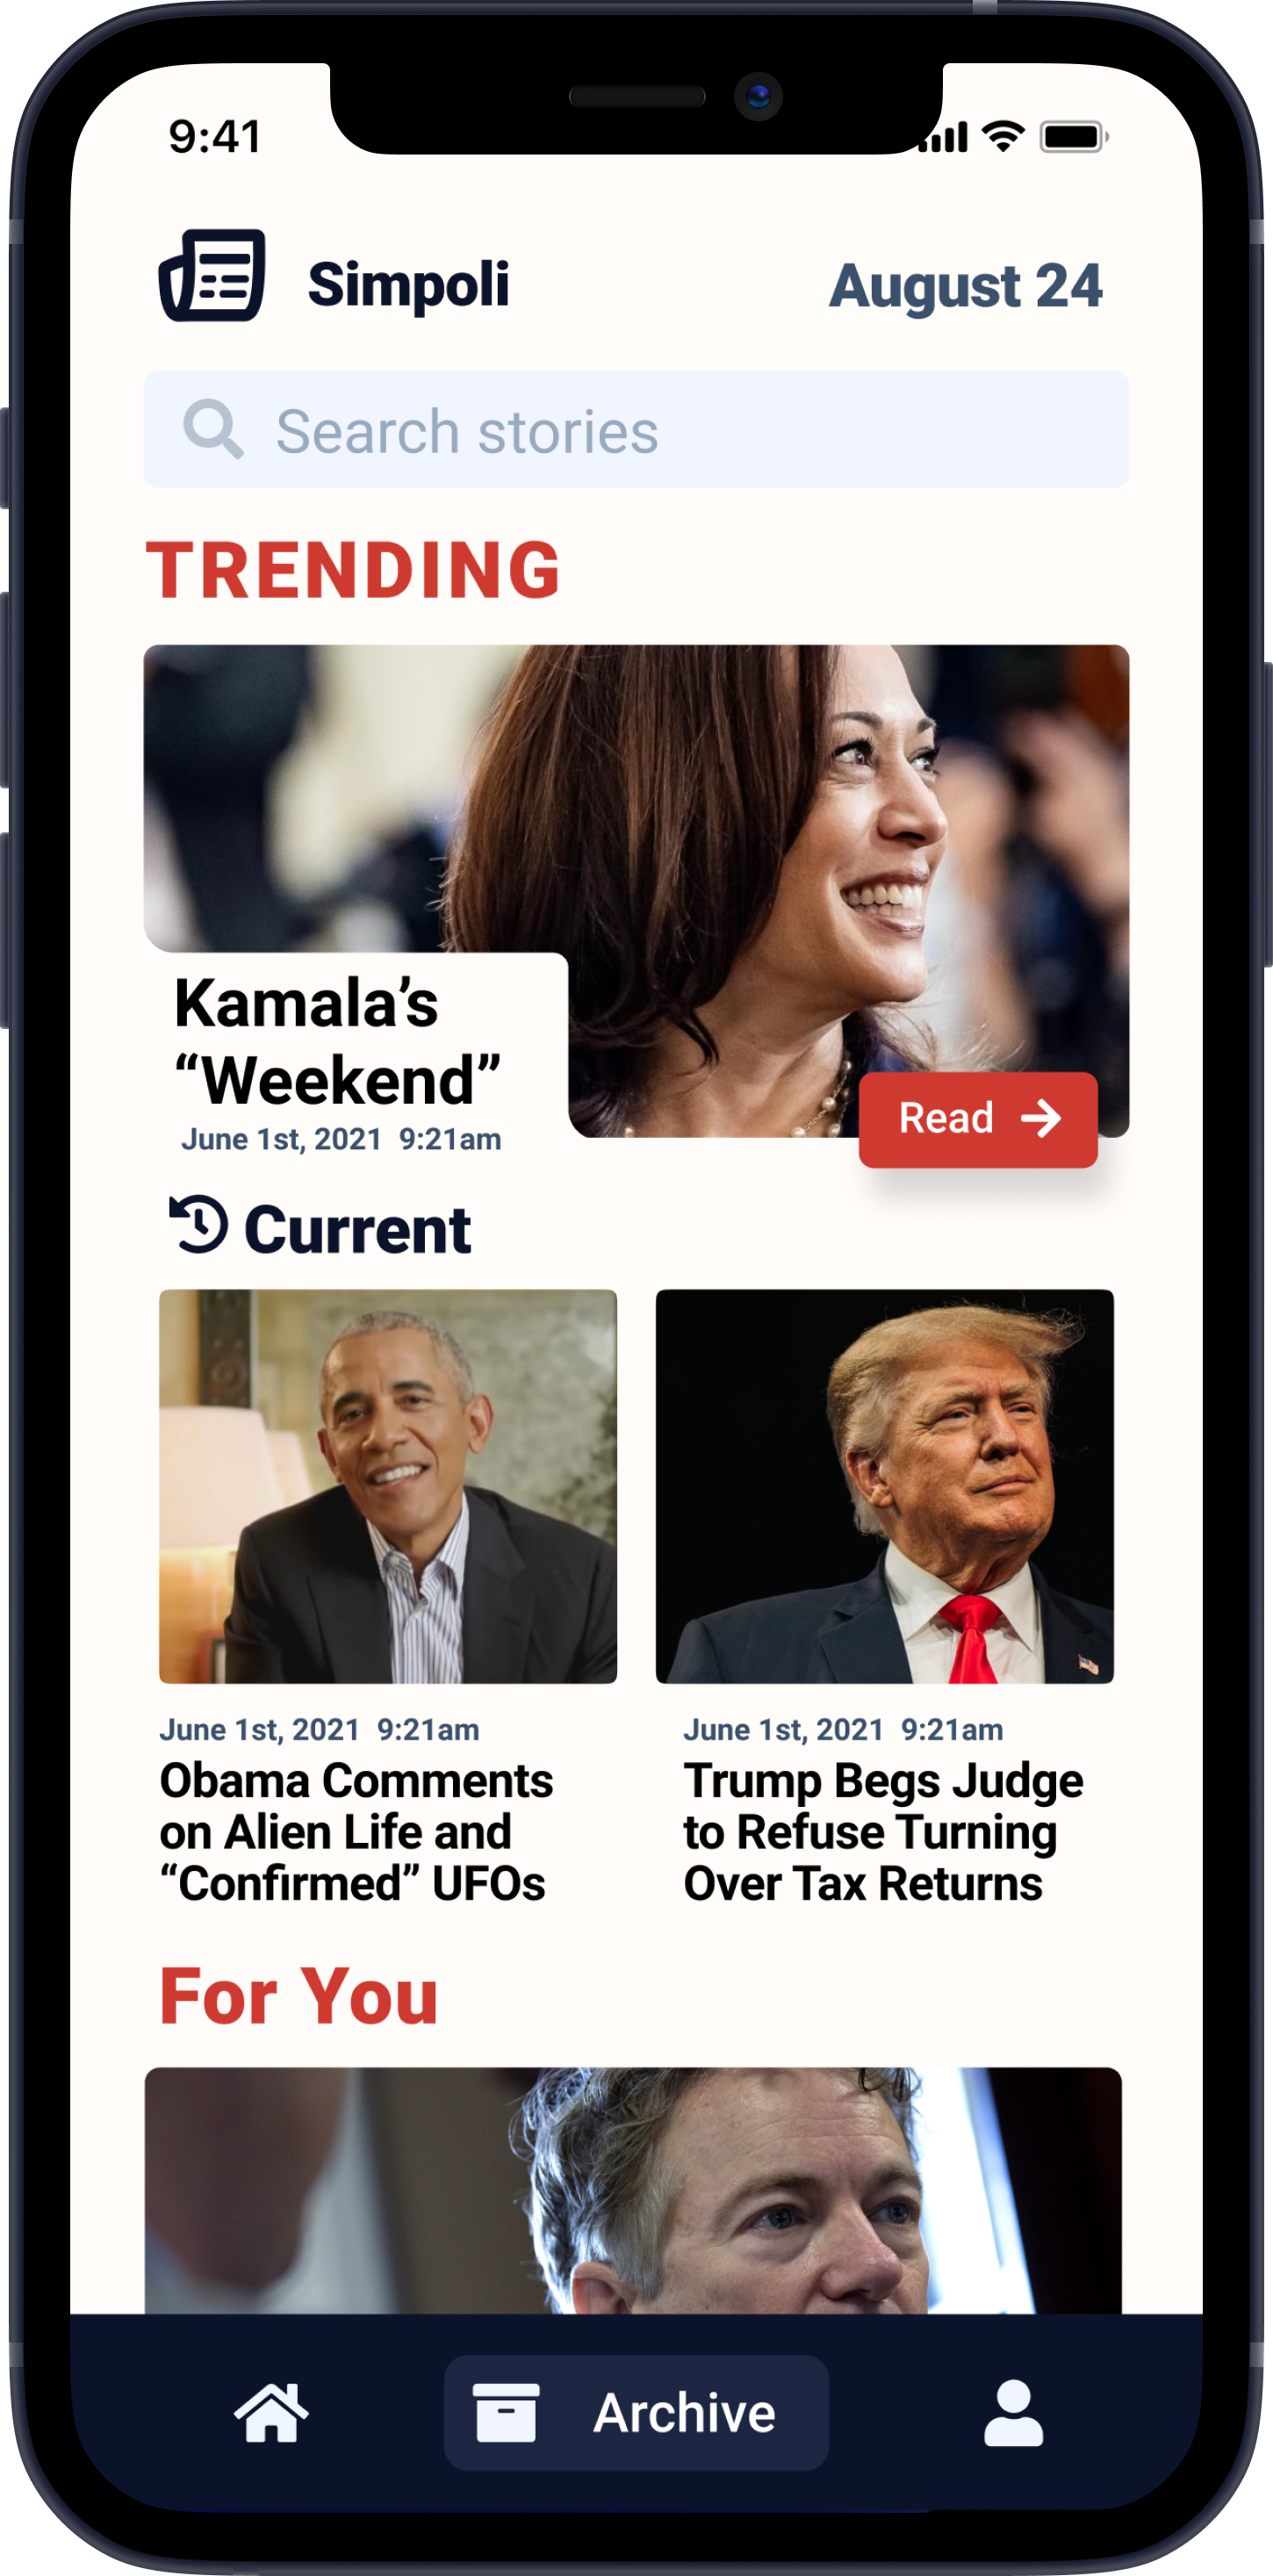 9:41
Simpoli
August 24
Search stories
TRENDING
Kamala’s
“Weekend”
June 1st, 2021 9:21am
Read
Current
June 1st, 2021 9:21am
Obama Comments
on Alien Life and
“Confirmed” UFOs
June 1st, 2021 9:21am
Trump Begs Judge
to Refuse Turning
Over Tax Returns
For You
Archive